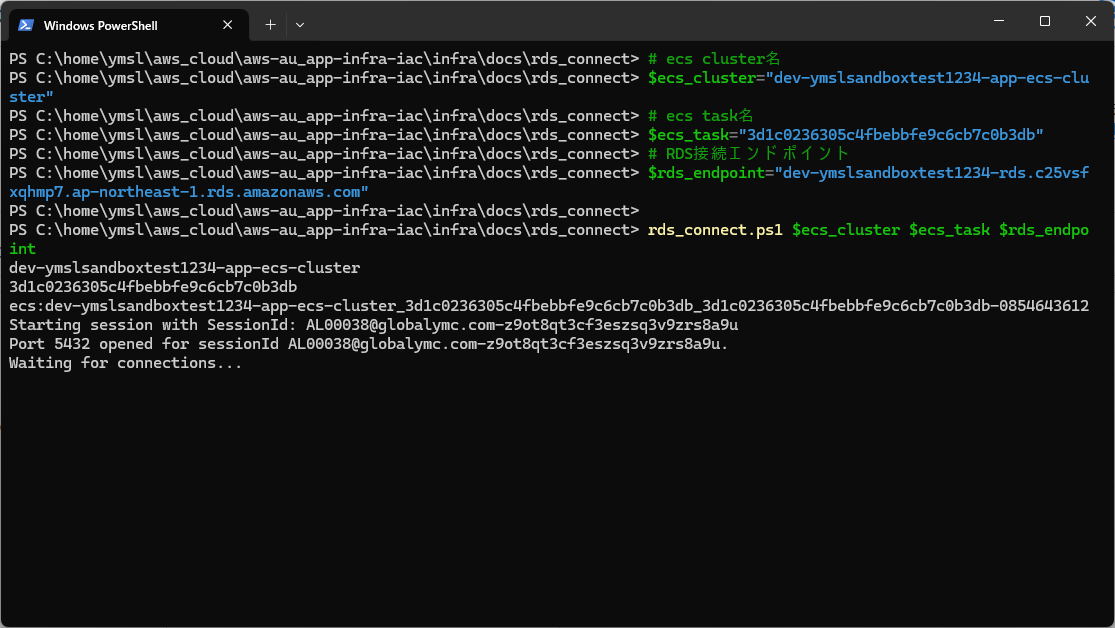 Windows PowerShell
PS C:\home\ymsl\aws_cloud\aws-au_app-infra-iac\infra\docs\rds_connect> # ecs cluster名
PS C:\home\ymsl\aws_cloud\aws-au_app-infra-iac\infra\docs\rds_connect> $ecs_cluster="dev-ymslsandboxtest1234-app-ecs-clu
ster"
PS C:\home\ymsl\aws_cloud\aws-au_app-infra-iac\infra\docs\rds_connect> # ecs task名
PS C:\home\ymsl\aws_cloud\aws-au_app-infra-iac\infra\docs\rds_connect> $ecs_task="3d1c0236305c4fbebbfe9c6cb7c0b3db"
PS C:\home\ymsl\aws_cloud\aws-au_app-infra-iac\infra\docs\rds_connect> # RDS接続エンドポイント
PS C:\home\ymsl\aws_cloud\aws-au_app-infra-iac\infra\docs\rds_connect> $rds_endpoint="dev-ymslsandboxtest1234-rds.c25vsf
xqhmp7.ap-northeast-1.rds.amazonaws.com"
PS C:\home\ymsl\aws_cloud\aws-au_app-infra-iac\infra\docs\rds_connect>
PS C:\home\ymsl\aws_cloud\aws-au_app-infra-iac\infra\docs\rds_connect> rds_connect.ps1 $ecs_cluster $ecs_task $rds_endpo
int
dev-ymslsandboxtest1234-app-ecs-cluster
3d1c0236305c4fbebbfe9c6cb7c0b3db
ecs:dev-ymslsandboxtest1234-app-ecs-cluster_3d1c0236305c4fbebbfe9c6cb7c0b3db_3d1c0236305c4fbebbfe9c6cb7c0b3db-0854643612
Starting session with SessionId: AL00038@globalymc.com-z9ot8qt3cf3eszsq3v9zrs8a9u
Port 5432 opened for sessionId AL00038@globalymc.com-z9ot8qt3cf3eszsq3v9zrs8a9u.
Waiting for connections...